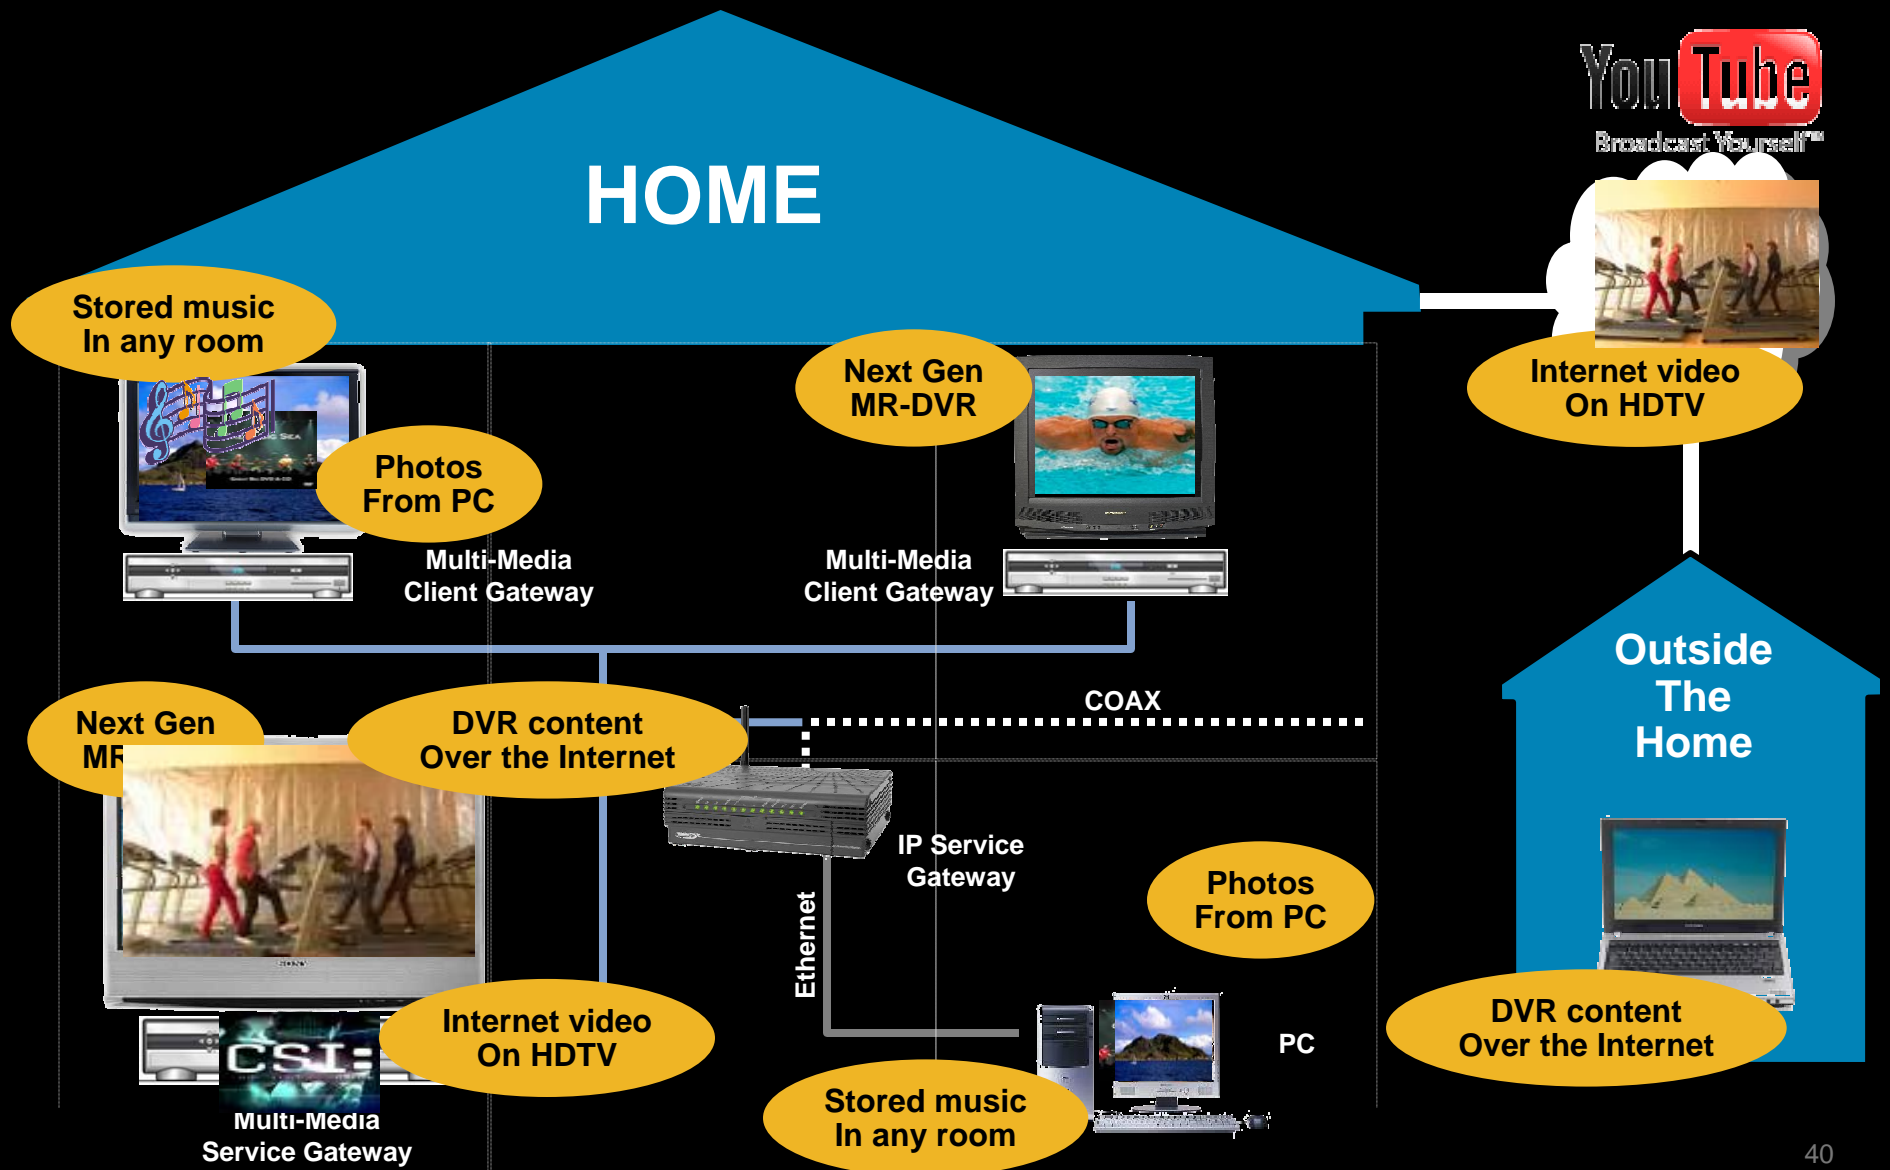 You Tube
Broadcast Yourself™
HOME
Stored music
In any room
Next Gen
MR-DVR
Internet video
On HDTV
Photos
From PC
Multi-Media
Client Gateway
Multi-Media
Client Gateway
Outside
The
Home
COAX
Next Gen
DVR content
Over the Internet
IP Service
Gateway
Ethernet
Photos
From PC
SONY
Internet video
On HDTV
CSI:
PC
DVR content
Over the Internet
Stored music
In any room
Multi-Media
Service Gateway
40